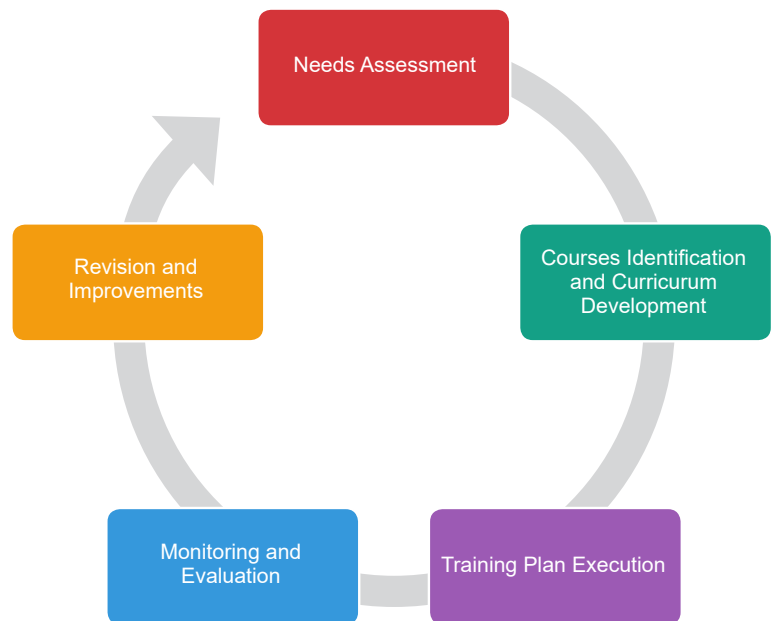 Needs Assessment
Courses Identification
and Curricurum
Development
Training Plan Execution
Monitoring and
Evaluation
Revision and
Improvements